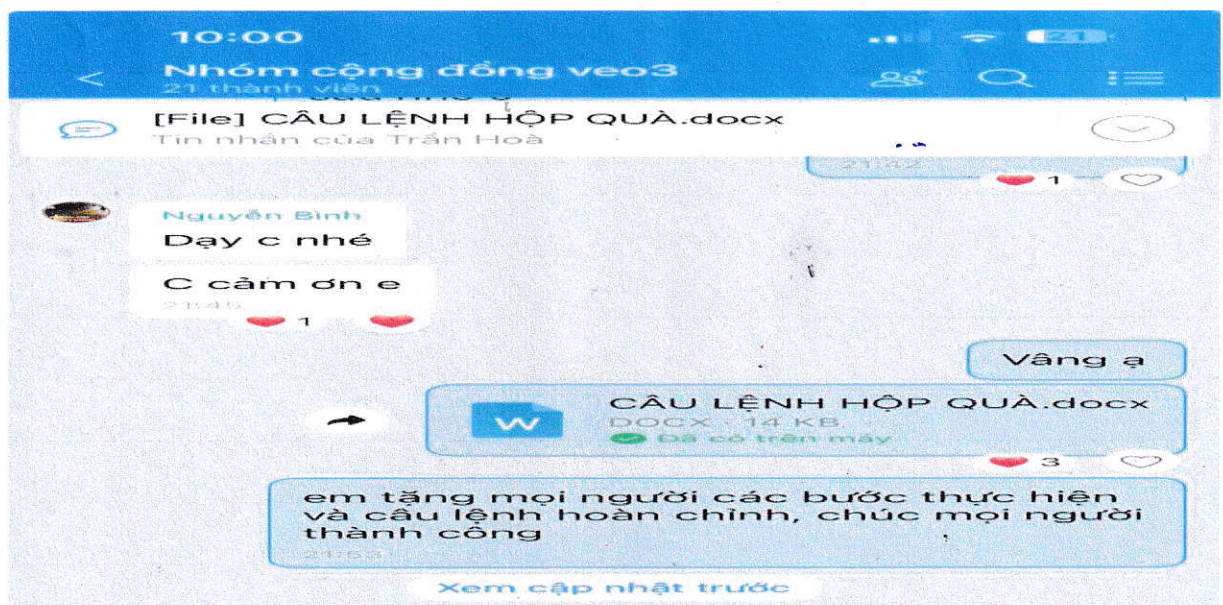 10:00
21
Nhóm cộng đồng veo3
21 thành viên
[File] CÂU LỆNH HỘP QUÀ.docx
Tin nhắn của Trần Hoà
21:42
1
Nguyễn Bình
Dạy c nhé
C cảm ơn e
21:45
1
Vâng ạ
W
CÂU LỆNH HỘP QUÀ.docx
DOCX · 14 KB
Đã có trên máy
3
em tặng mọi người các bước thực hiện
và câu lệnh hoàn chỉnh, chúc mọi người
thành công
21:53
Xem cập nhật trước